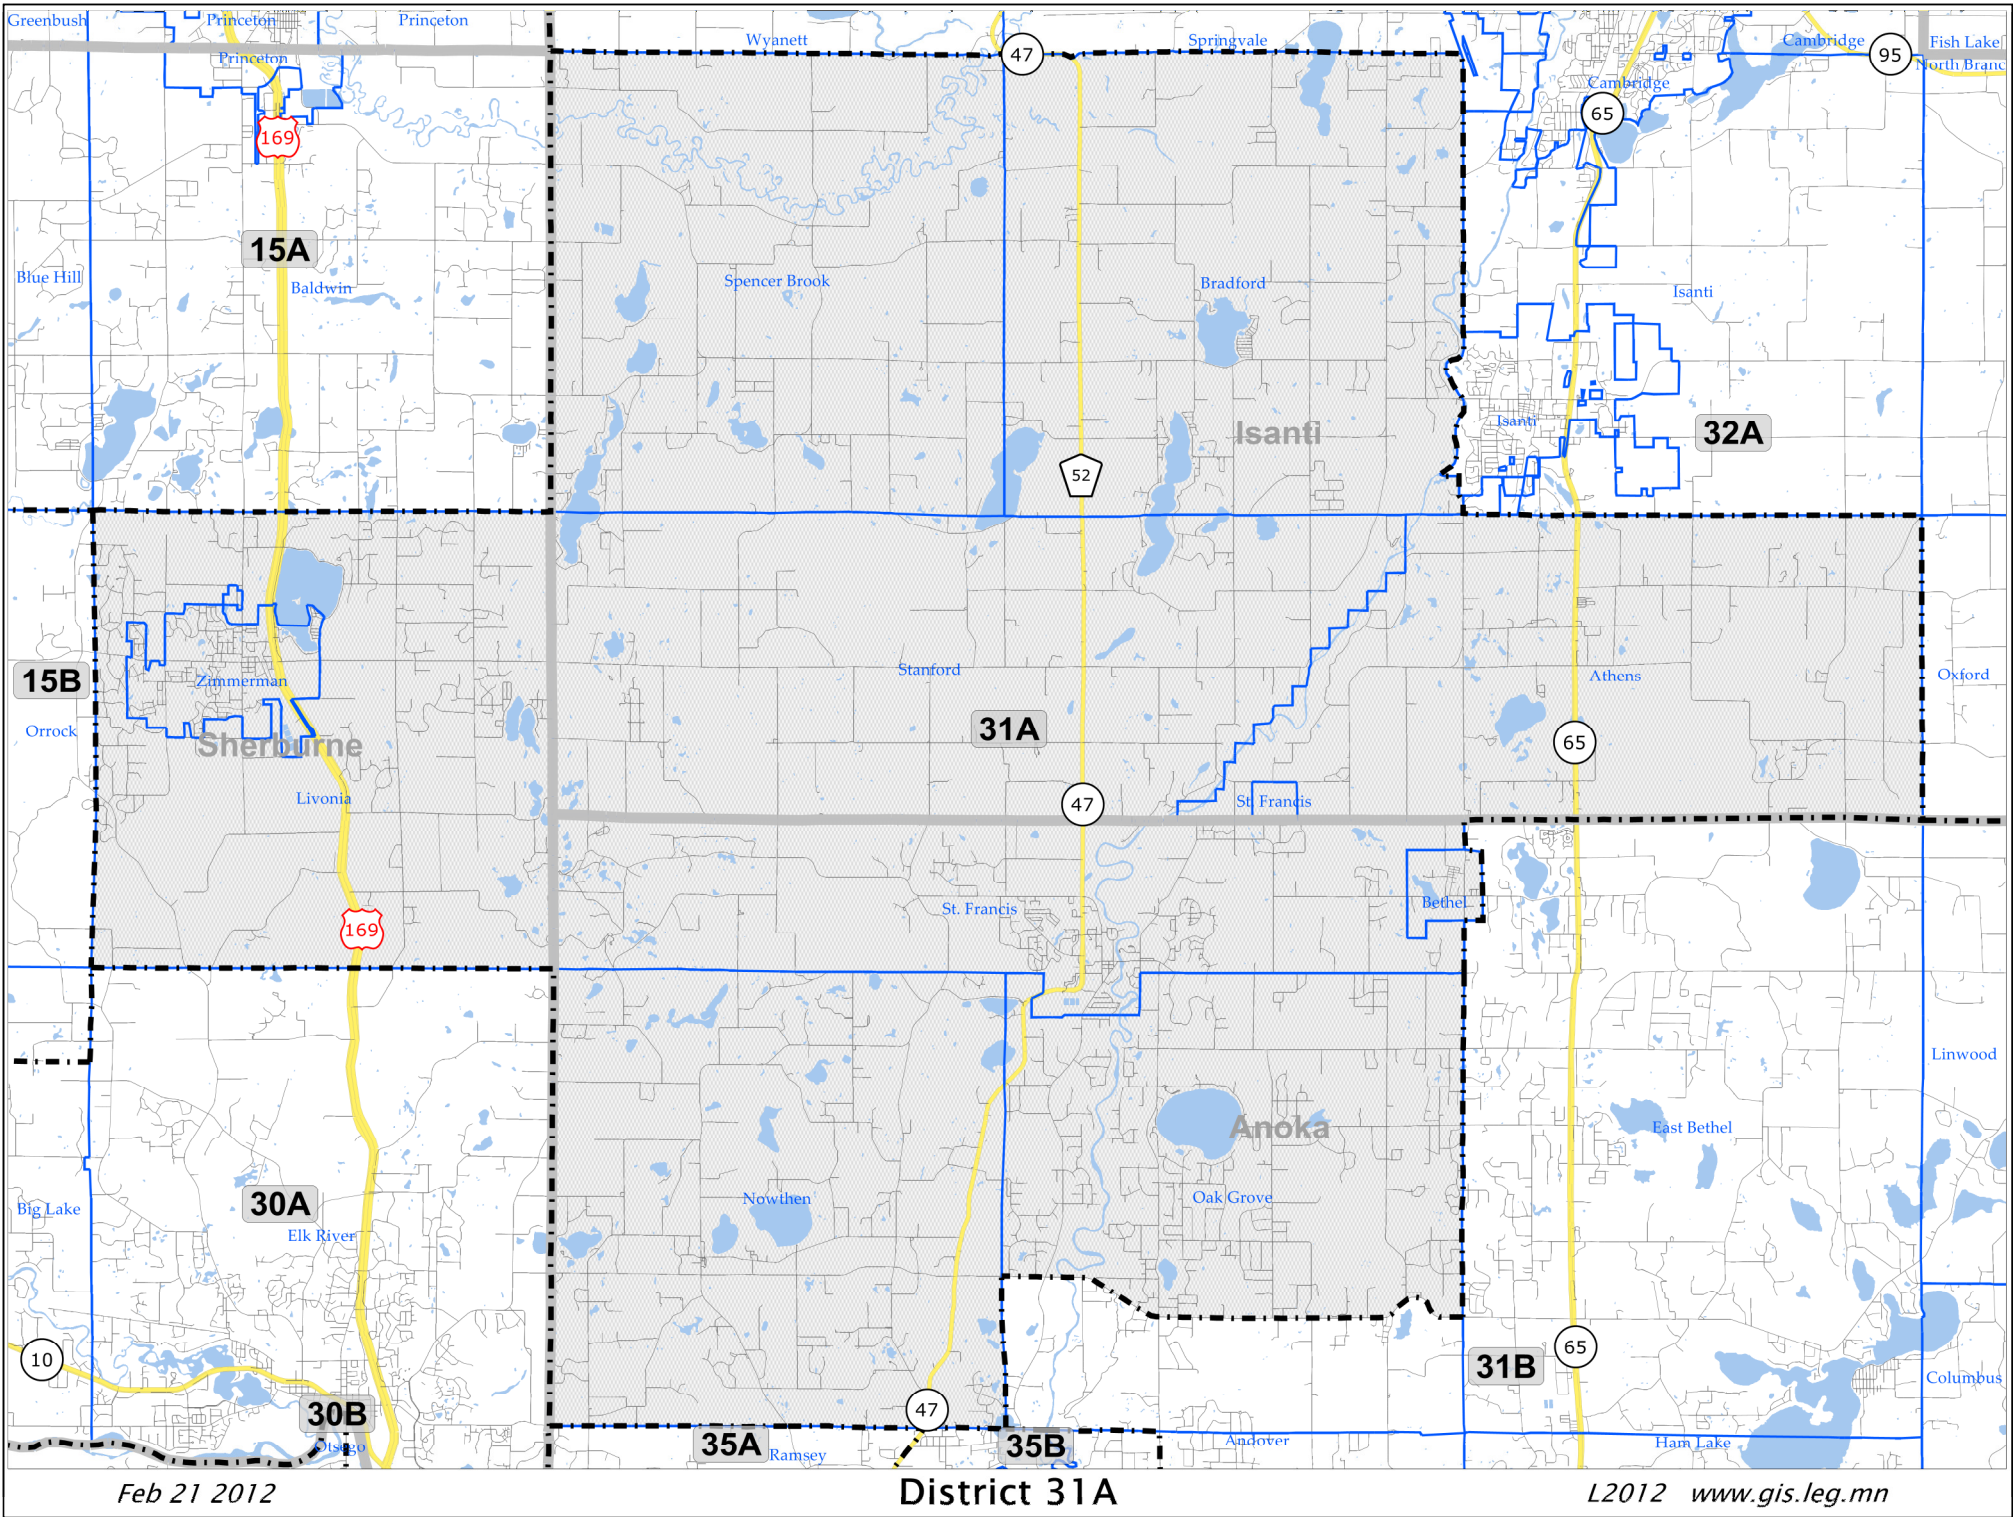 Greenbush
Princeton
Princeton
Wyanett
47
Springvale
Cambridge
95
Fish Lake
Princeton
Cambridge
North Branc
65
169
15A
Blue Hill
Baldwin
Spencer Brook
Bradford
Isanti
Isanti
Isanti
32A
52
15B
Zimmerman
Stanford
Athens
Oxford
Orrock
Sherburne
31A
65
Livonia
47
St. Francis
169
St. Francis
Bethel
Linwood
Anoka
East Bethel
30A
Big Lake
Elk River
Nowthen
Oak Grove
10
65
31B
Columbus
30B
47
Otsego
35A
Ramsey
35B
Andover
Ham Lake
Feb 21 2012
District 31A
L2012 www.gis.leg.mn